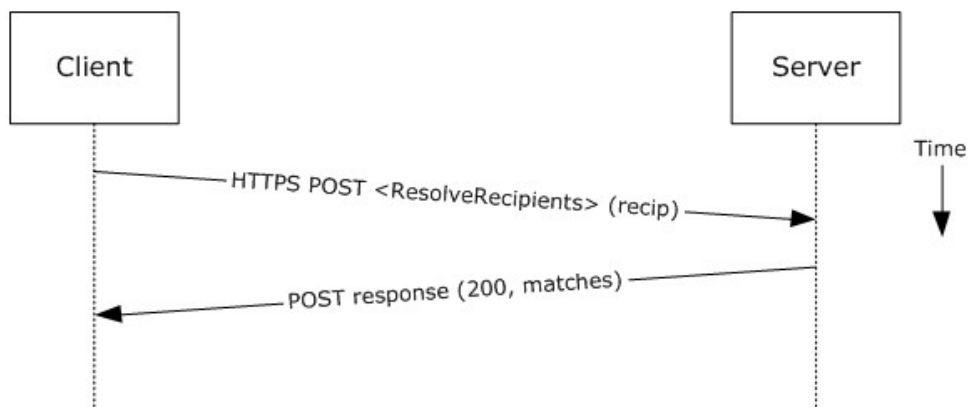 Client
Server
Time
HTTPS POST <ResolveRecipients> (recip)
POST response (200, matches)